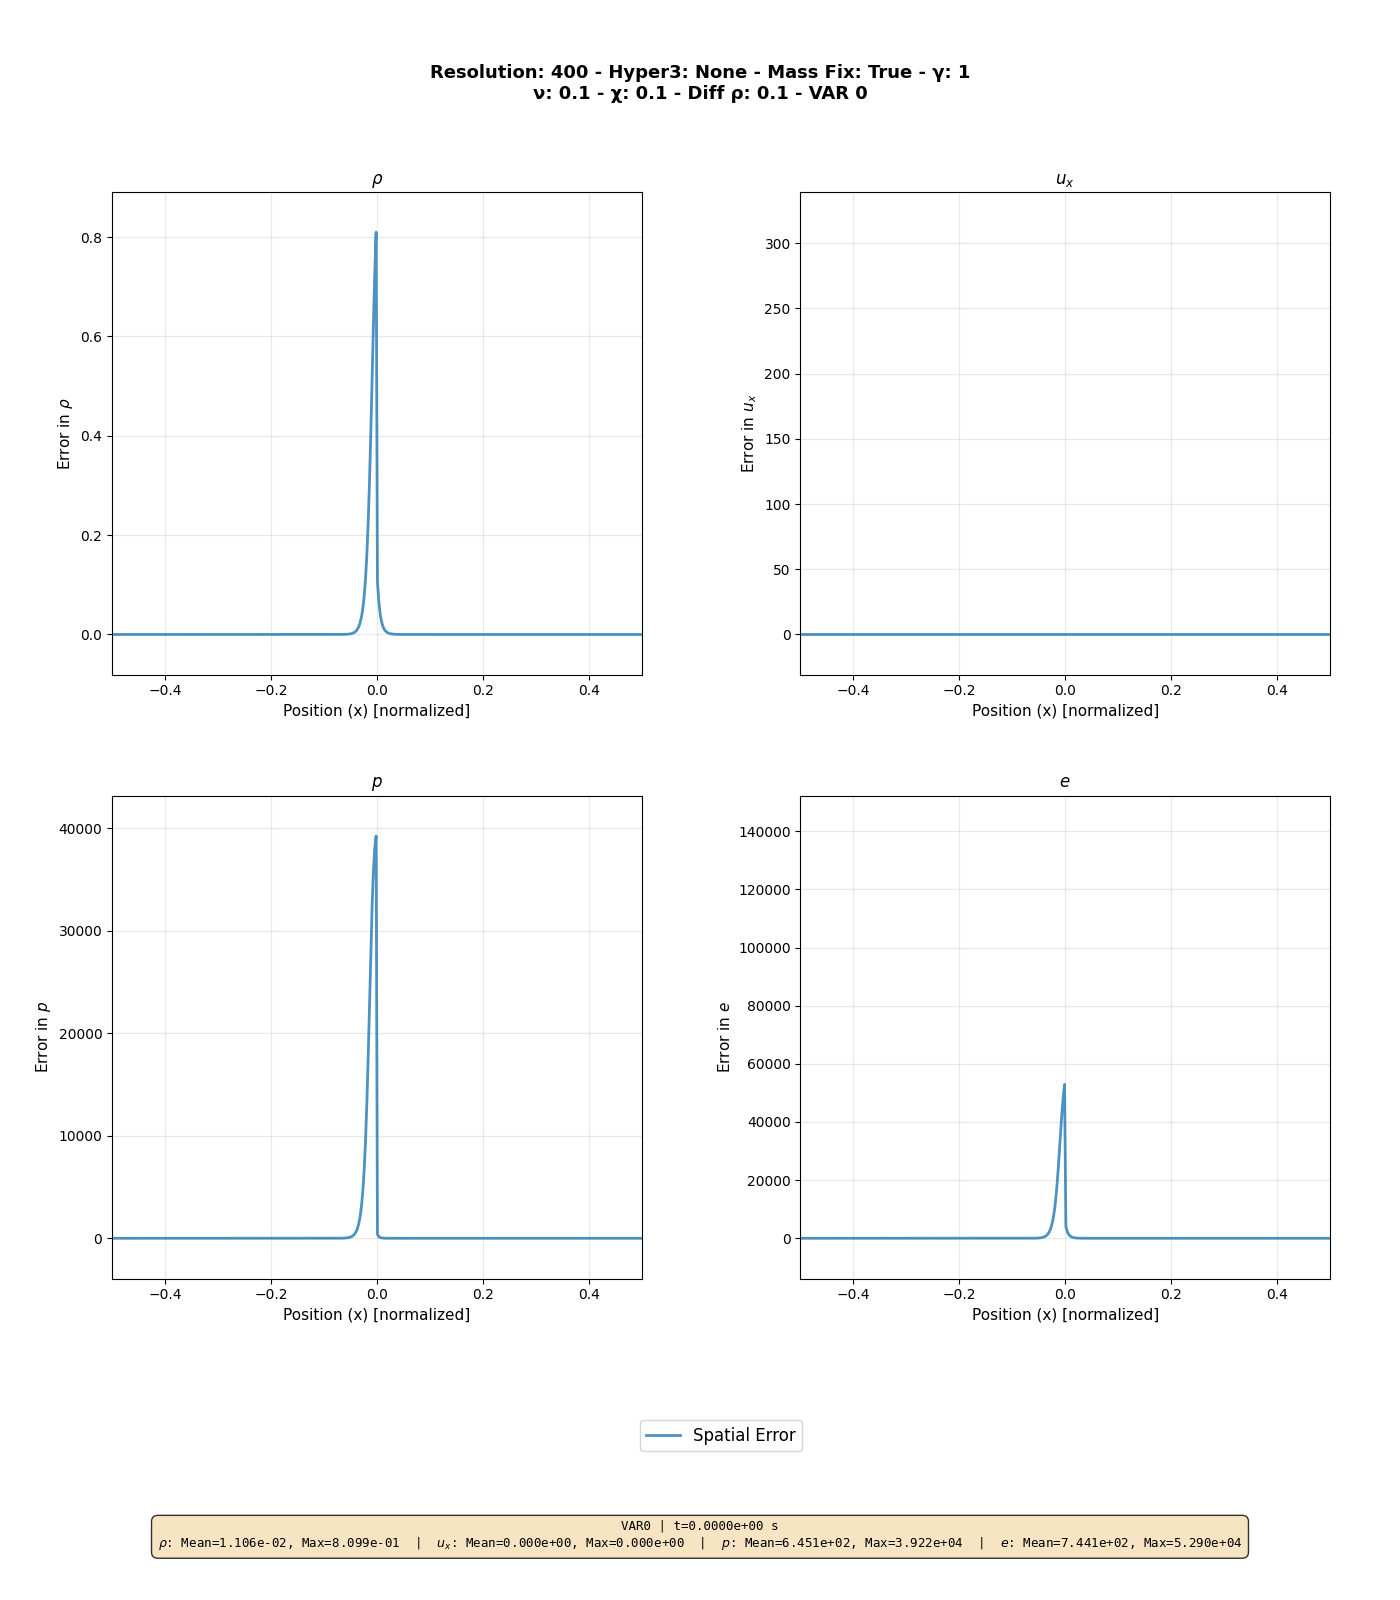 Resolution: 400 - Hyper3: None - Mass Fix: True - γ: 1
ν: 0.1 - χ: 0.1 - Diff ρ: 0.1 - VAR 0
ρ
Error in ρ
0.8
0.6
0.4
0.2
0.0
−0.4 −0.2 0.0 0.2 0.4
Position (x) [normalized]
uₓ
Error in uₓ
300
250
200
150
100
50
0
−0.4 −0.2 0.0 0.2 0.4
Position (x) [normalized]
p
Error in p
40000
30000
20000
10000
0
−0.4 −0.2 0.0 0.2 0.4
Position (x) [normalized]
e
Error in e
140000
120000
100000
80000
60000
40000
20000
0
−0.4 −0.2 0.0 0.2 0.4
Position (x) [normalized]
Spatial Error
VAR0 | t=0.0000e+00 s
ρ: Mean=1.106e-02, Max=8.099e-01 | uₓ: Mean=0.000e+00, Max=0.000e+00 | p: Mean=6.451e+02, Max=3.922e+04 | e: Mean=7.441e+02, Max=5.290e+04